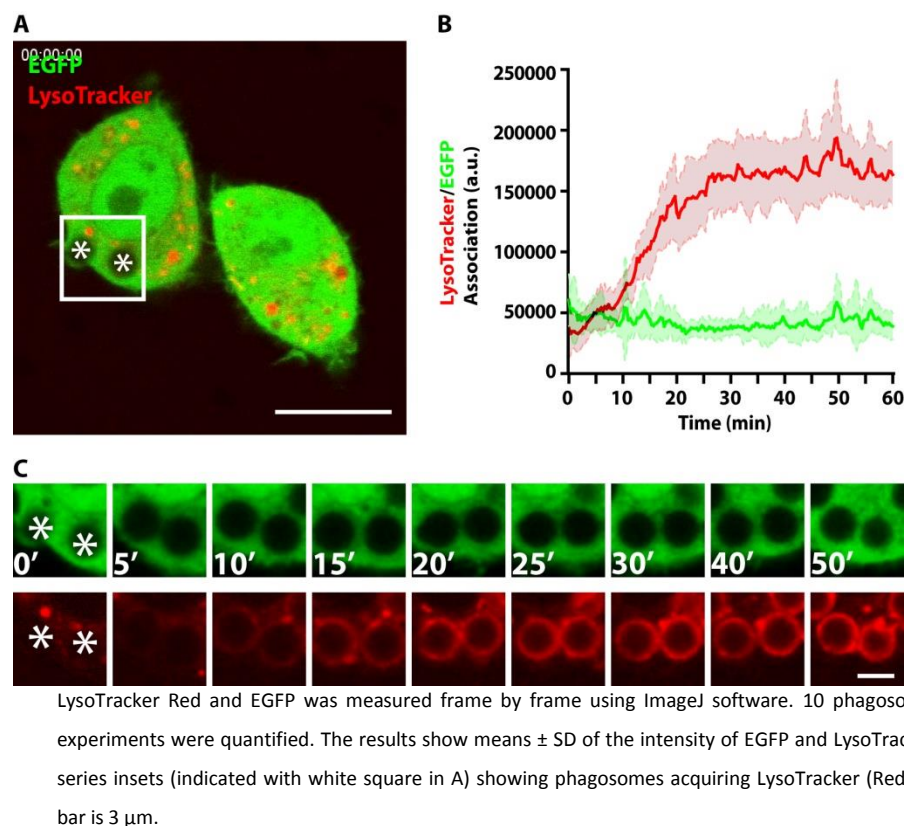 A
00:00:00
EGFP
LysoTracker
*
*
B
LysoTracker/EGFP
Association (a.u.)
250000
200000
150000
100000
50000
0
0 10 20 30 40 50 60
Time (min)
C
* *
0' 5' 10' 15' 20' 25' 30' 40' 50'
* *
LysoTracker Red and EGFP was measured frame by frame using ImageJ software. 10 phagoso
experiments were quantified. The results show means ± SD of the intensity of EGFP and LysoTrac
series insets (indicated with white square in A) showing phagosomes acquiring LysoTracker (Red
bar is 3 μm.